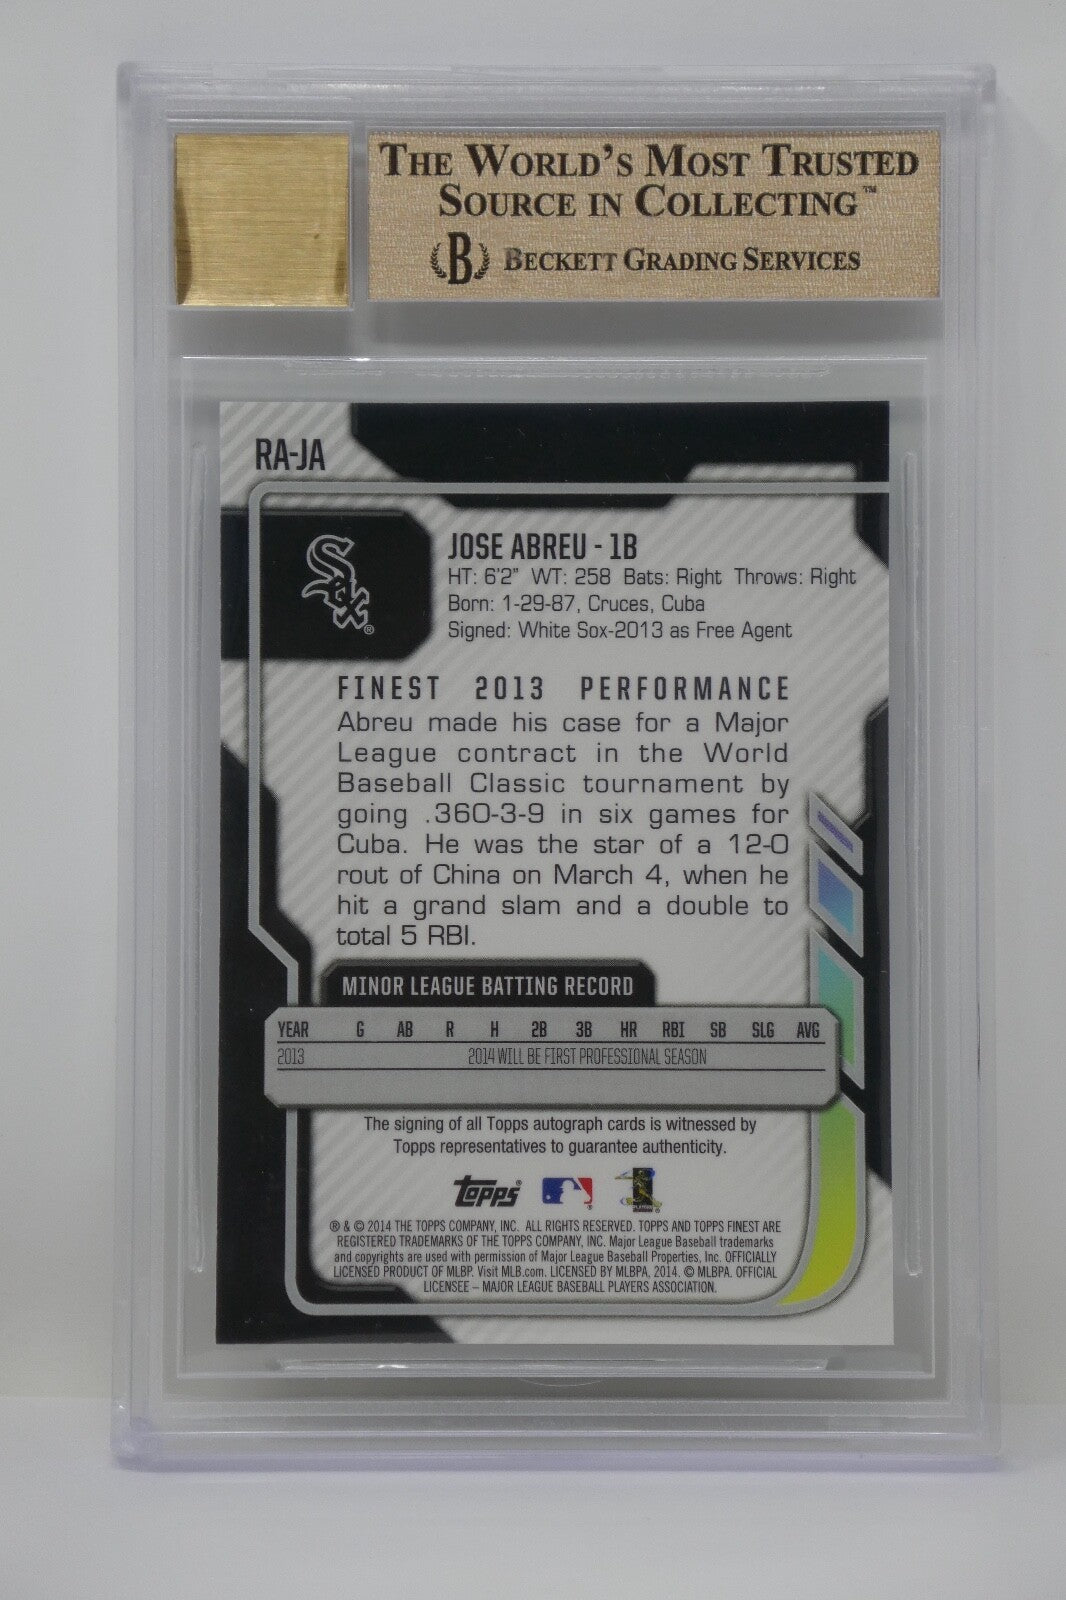 THE WORLD'S MOST TRUSTED
SOURCE IN COLLECTING™
B BECKETT GRADING SERVICES
RA-JA
Sox®
JOSE ABREU - 1B
HT: 6'2" WT: 258 Bats: Right Throws: Right
Born: 1-29-87, Cruces, Cuba
Signed: White Sox-2013 as Free Agent
FINEST 2013 PERFORMANCE
Abreu made his case for a Major
League contract in the World
Baseball Classic tournament by
going .360-3-9 in six games for
Cuba. He was the star of a 12-0
rout of China on March 4, when he
hit a grand slam and a double to
total 5 RBI.
MINOR LEAGUE BATTING RECORD
YEAR G AB R H 2B 3B HR RBI SB SLG AVG
2013 2014 WILL BE FIRST PROFESSIONAL SEASON
The signing of all Topps autograph cards is witnessed by
Topps representatives to guarantee authenticity.
topps®
® & © 2014 THE TOPPS COMPANY, INC. ALL RIGHTS RESERVED. TOPPS AND TOPPS FINEST ARE
REGISTERED TRADEMARKS OF THE TOPPS COMPANY, INC. Major League Baseball trademarks
and copyrights are used with permission of Major League Baseball Properties, Inc. OFFICIALLY
LICENSED PRODUCT OF MLBP. Visit MLB.com. LICENSED BY MLBPA, 2014. © MLBPA. OFFICIAL
LICENSEE – MAJOR LEAGUE BASEBALL PLAYERS ASSOCIATION.